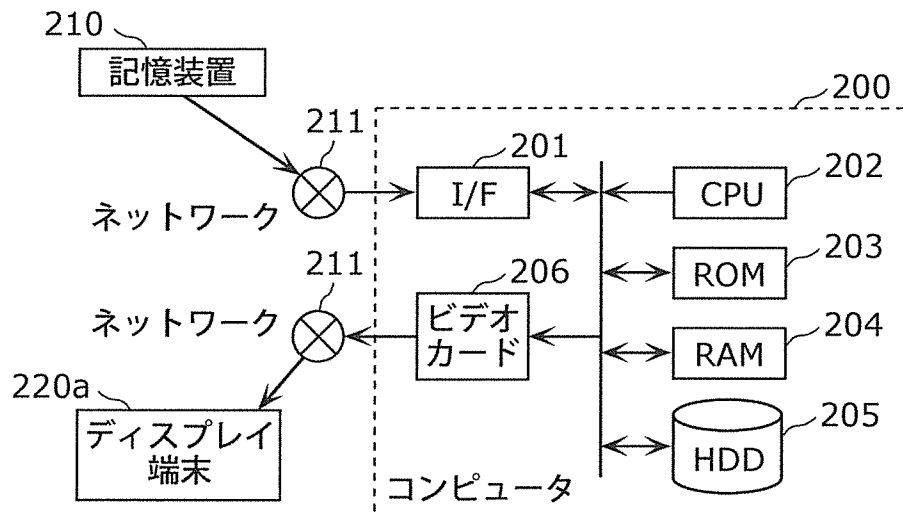 210
記憶装置
200
211
201
I/F
202
CPU
ネットワーク
203
ROM
211
206
ビデオ
カード
ネットワーク
204
RAM
220a
ディスプレイ
端末
205
HDD
コンピュータ